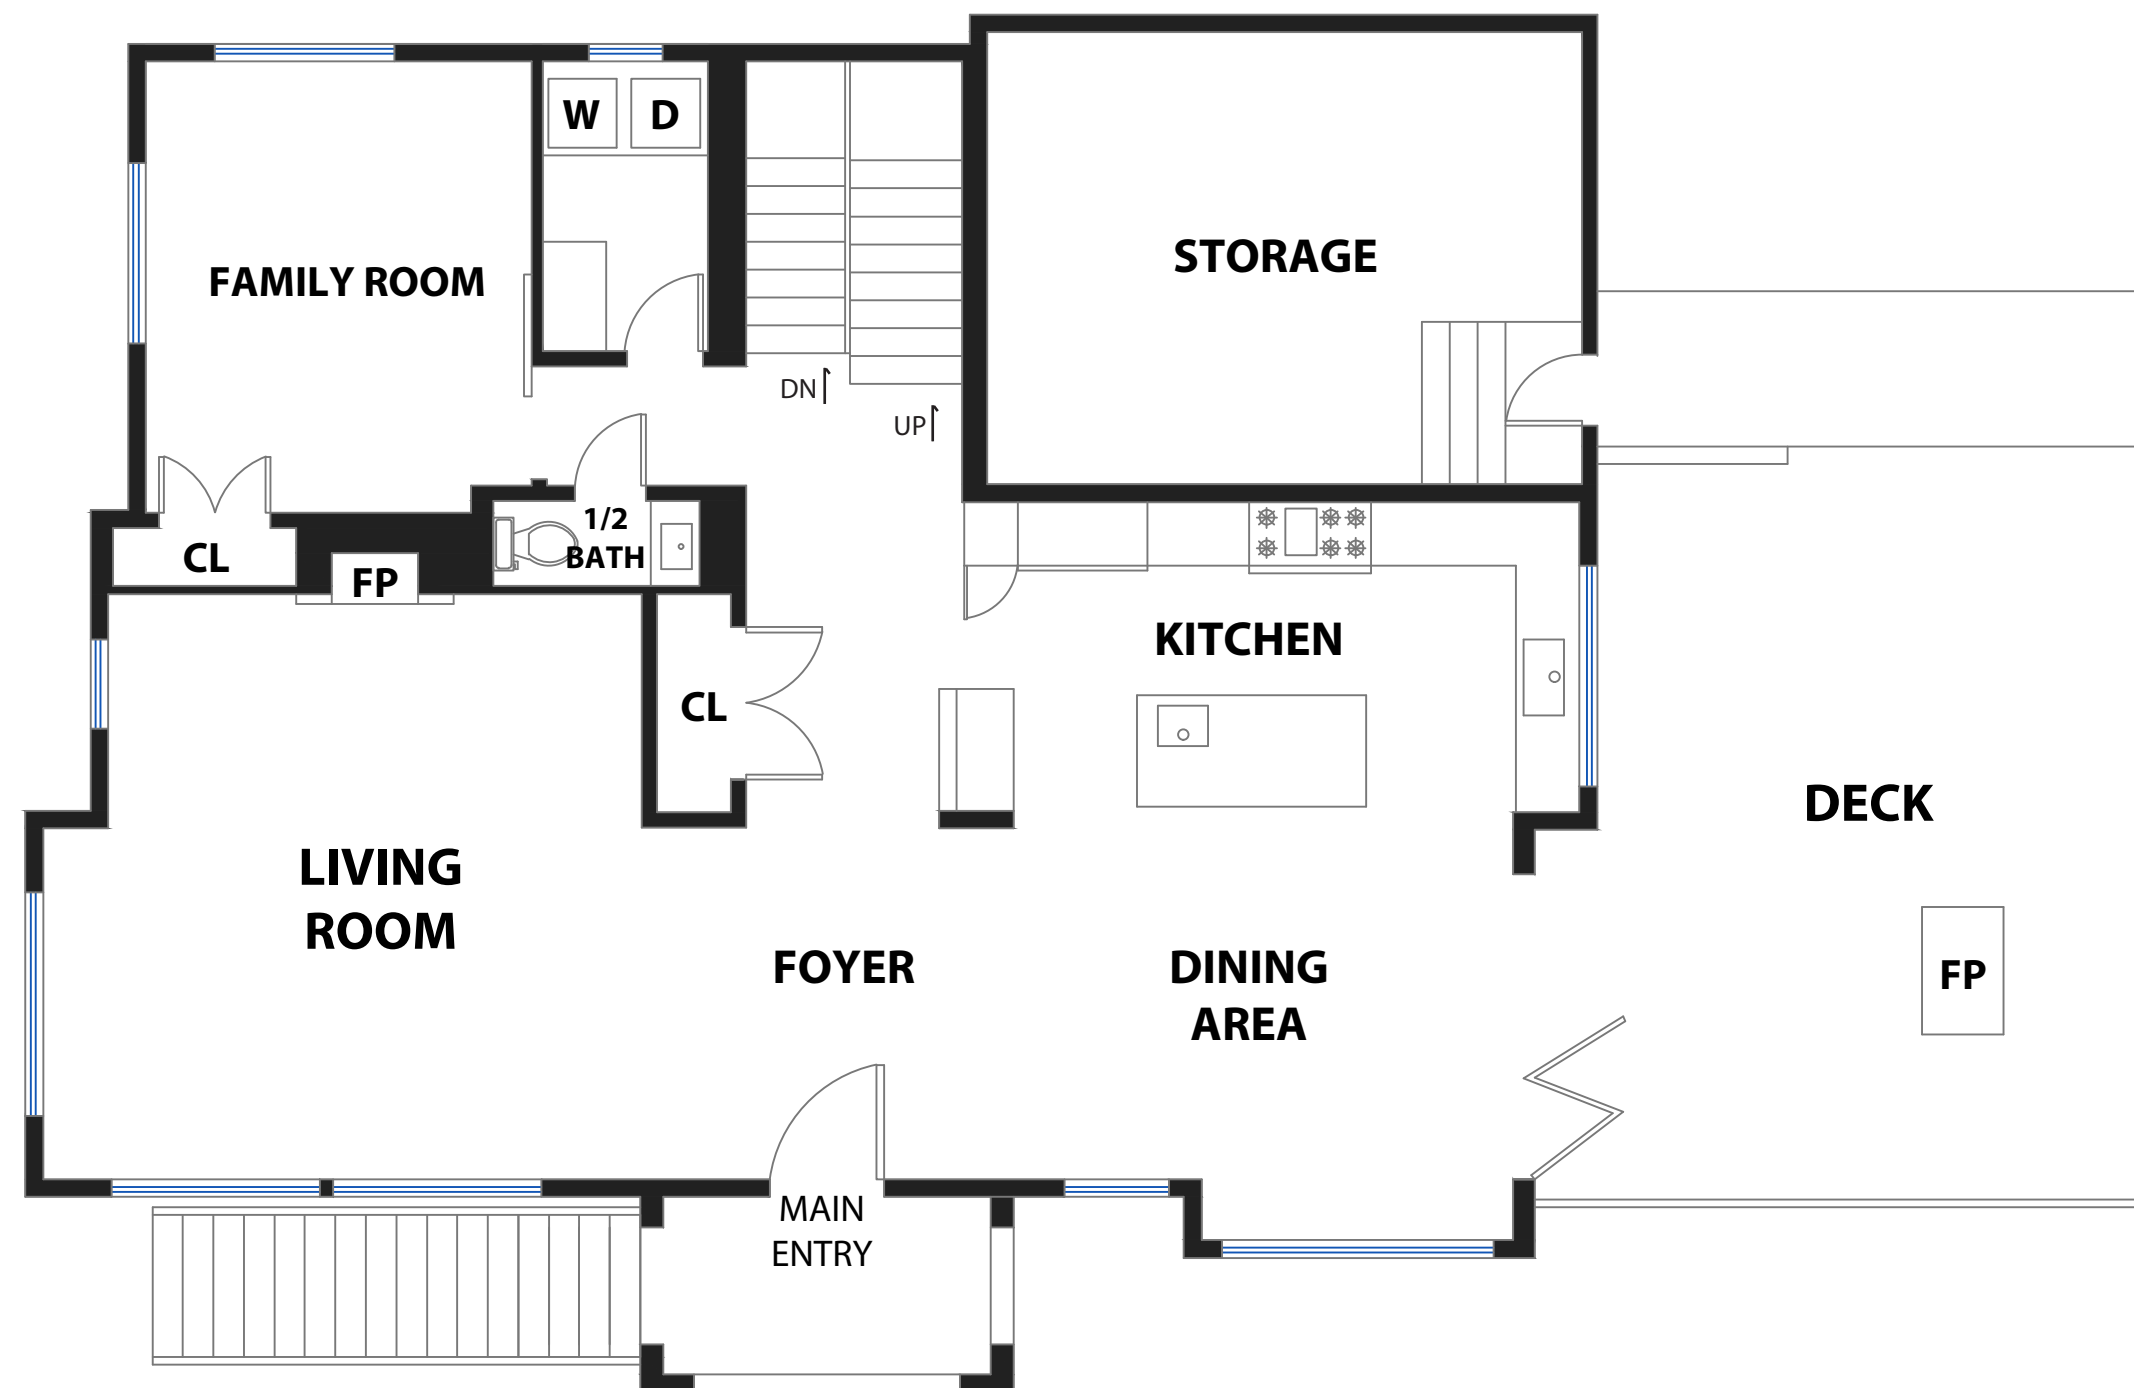 W
D
STORAGE
FAMILY ROOM
DN
UP
1/2
BATH
CL
FP
KITCHEN
CL
DECK
LIVING
ROOM
FOYER
DINING
AREA
FP
MAIN
ENTRY